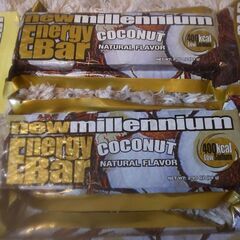 new millennium
Energy
Bar
COCONUT
NATURAL FLAVOR
400 kcal
new millennium
Energy
Bar
COCONUT
NATURAL FLAVOR
400 kcal